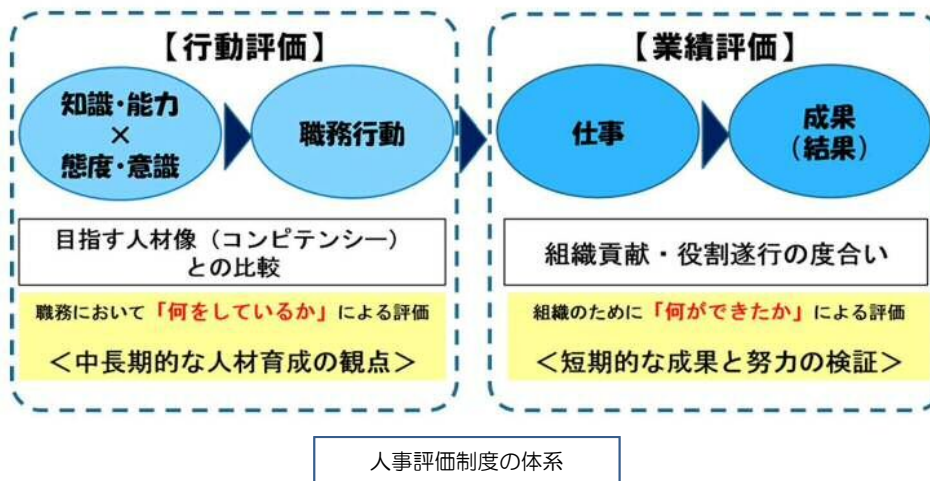 【行動評価】
知識・能力
×
態度・意識
職務行動
目指す人材像（コンピテンシー）
との比較
職務において「何をしているか」による評価
＜中長期的な人材育成の観点＞
【業績評価】
仕事
成果
（結果）
組織貢献・役割遂行の度合い
組織のために「何ができたか」による評価
＜短期的な成果と努力の検証＞
人事評価制度の体系